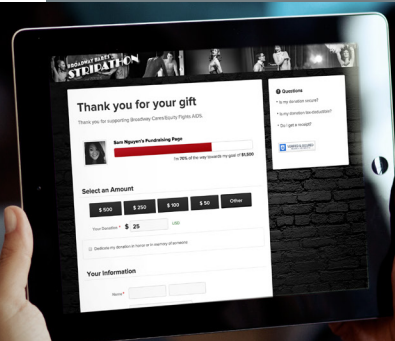 BROADWAY BARES
STRIPATHON
Thank you for your gift
Thank you for supporting Broadway Cares/Equity Fights AIDS.
Sam Nguyen's Fundraising Page
I'm 70% of the way towards my goal of $1,500
Select an Amount
$ 500
$ 250
$ 100
$ 50
Other
Your Donation * $ 25 USD
Dedicate my donation in honor or in memory of someone
Your Information
Name *
Questions
Is my donation secure?
Is my donation tax-deductible?
Do I get a receipt?